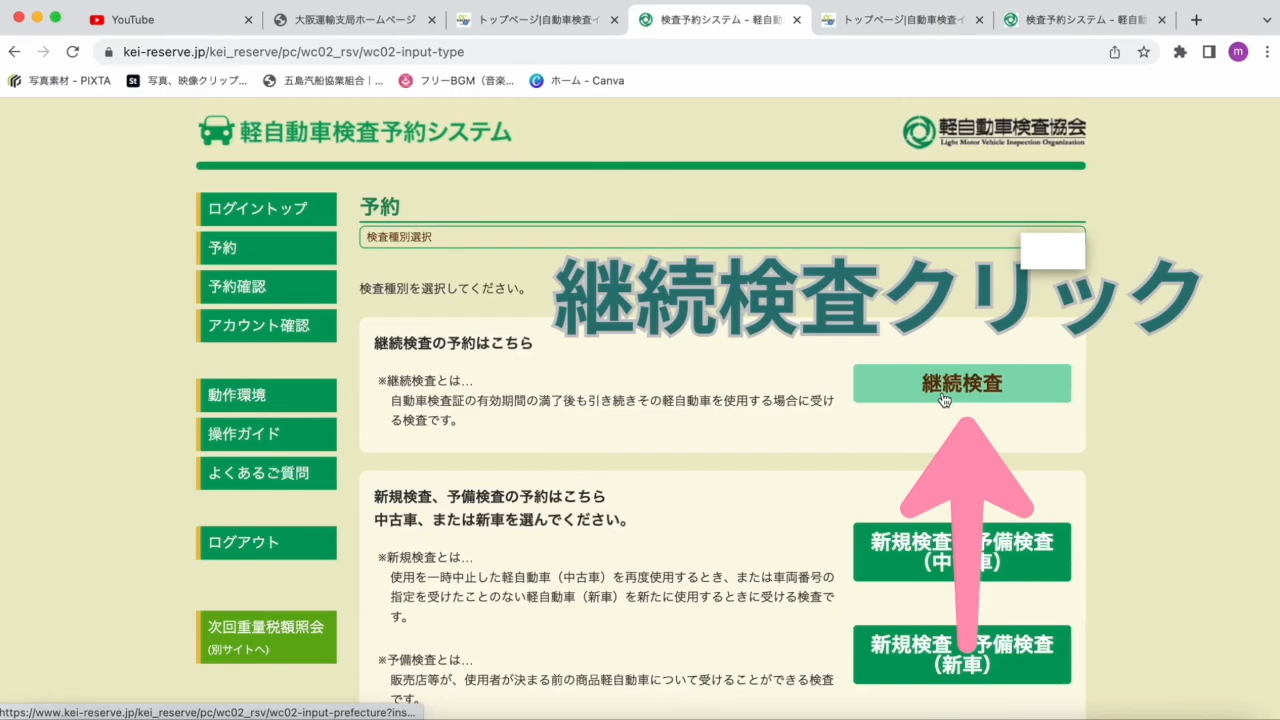 YouTube
大阪運輸支局ホームページ
トップページ|自動車検査イ
検査予約システム - 軽自動
トップページ|自動車検査イ
検査予約システム - 軽自動
kei-reserve.jp/kei_reserve/pc/wc02_rsv/wc02-input-type
m
写真素材 - PIXTA
St
写真、映像クリップ...
五島汽船協業組合｜...
フリーBGM（音楽...
C
ホーム - Canva
軽自動車検査予約システム
軽自動車検査協会
Light Motor Vehicle Inspection Organization
ログイントップ
予約
予約確認
アカウント確認
動作環境
操作ガイド
よくあるご質問
ログアウト
次回重量税額照会
(別サイトへ)
予約
検査種別選択
検査種別を選択してください。
継続検査クリック
継続検査の予約はこちら
※継続検査とは...
自動車検査証の有効期間の満了後も引き続きその軽自動車を使用する場合に受け
る検査です。
継続検査
新規検査、予備検査の予約はこちら
中古車、または新車を選んでください。
※新規検査とは...
使用を一時中止した軽自動車（中古車）を再度使用するとき、または車両番号の
指定を受けたことのない軽自動車（新車）を新たに使用するときに受ける検査で
す。
※予備検査とは...
販売店等が、使用者が決まる前の商品軽自動車について受けることができる検査
です。
新規検査 予備検査
（中 車）
新規検査 予備検査
（新車）
https://www.kei-reserve.jp/kei_reserve/pc/wc02_rsv/wc02-input-prefecture?ins...